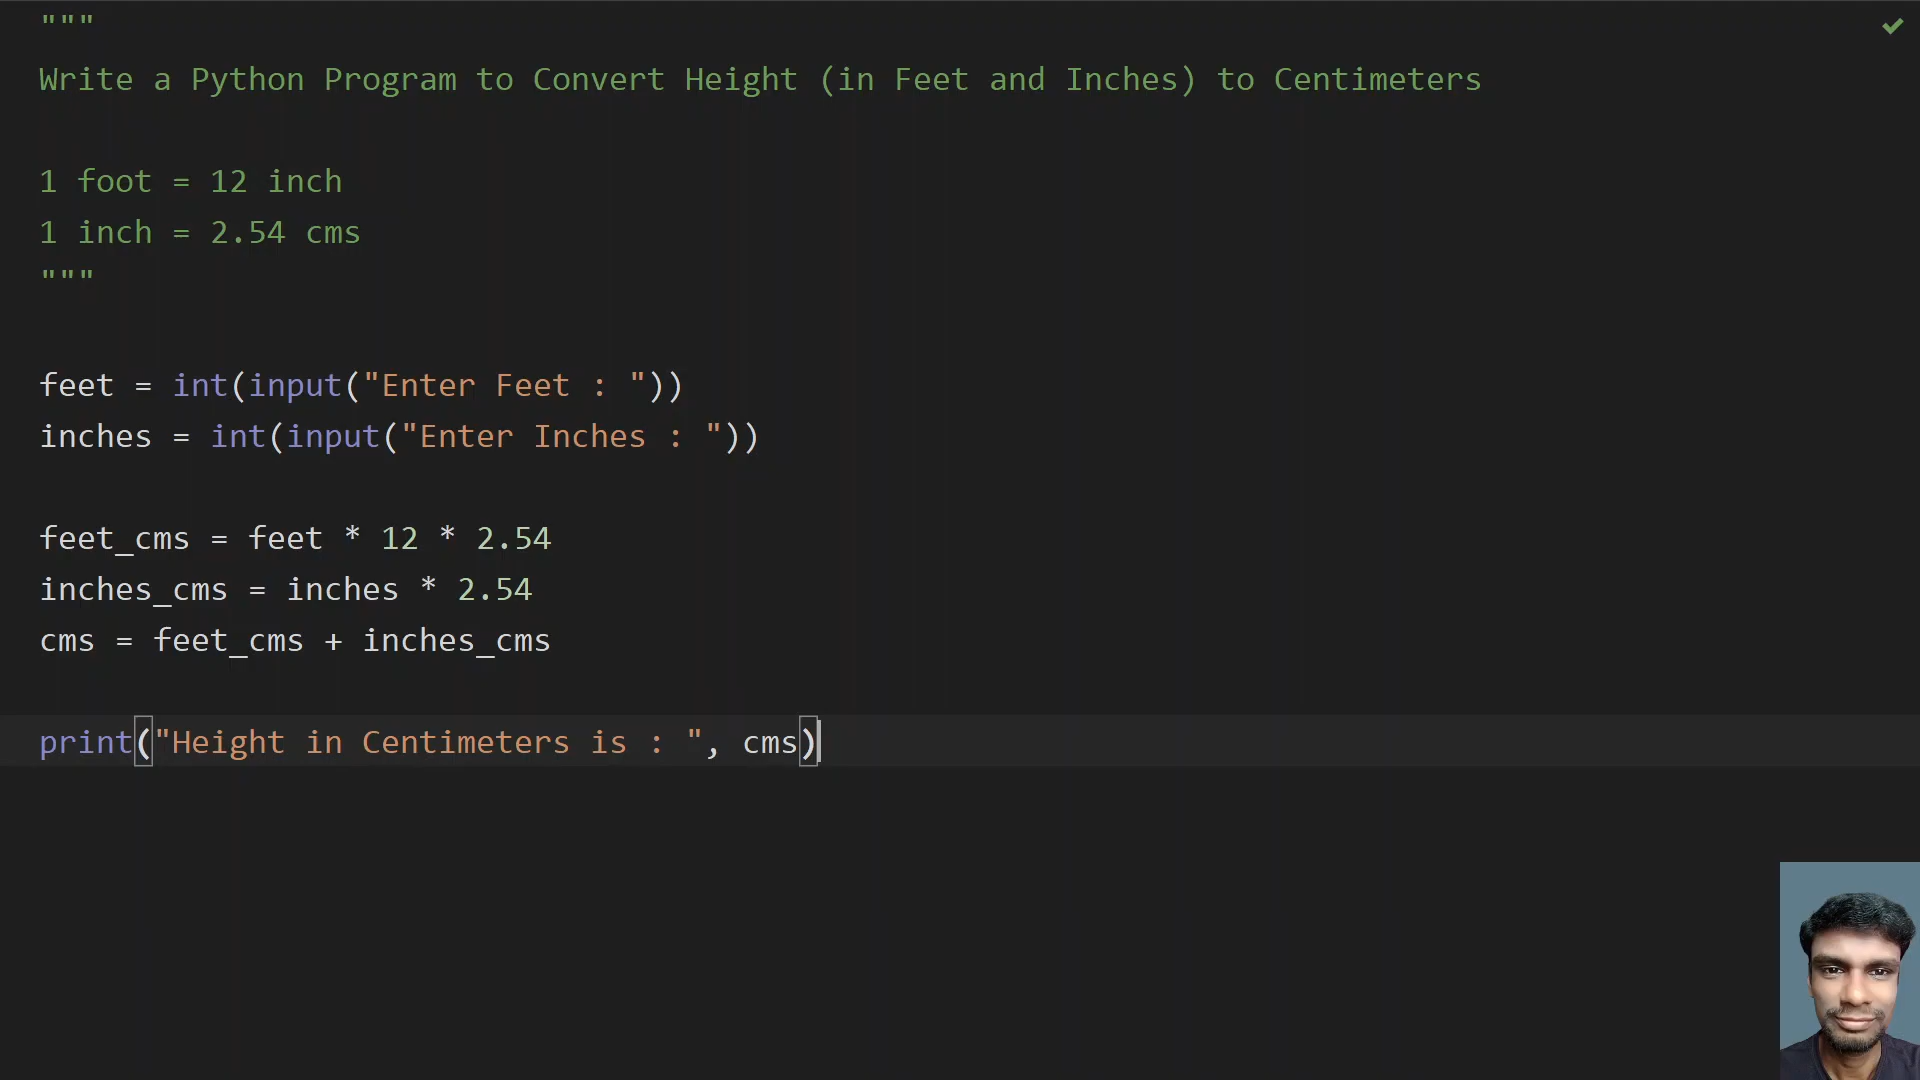 """
Write a Python Program to Convert Height (in Feet and Inches) to Centimeters
1 foot = 12 inch
1 inch = 2.54 cms
"""
feet = int(input("Enter Feet : "))
inches = int(input("Enter Inches : "))
feet_cms = feet * 12 * 2.54
inches_cms = inches * 2.54
cms = feet_cms + inches_cms
print("Height in Centimeters is : ", cms)